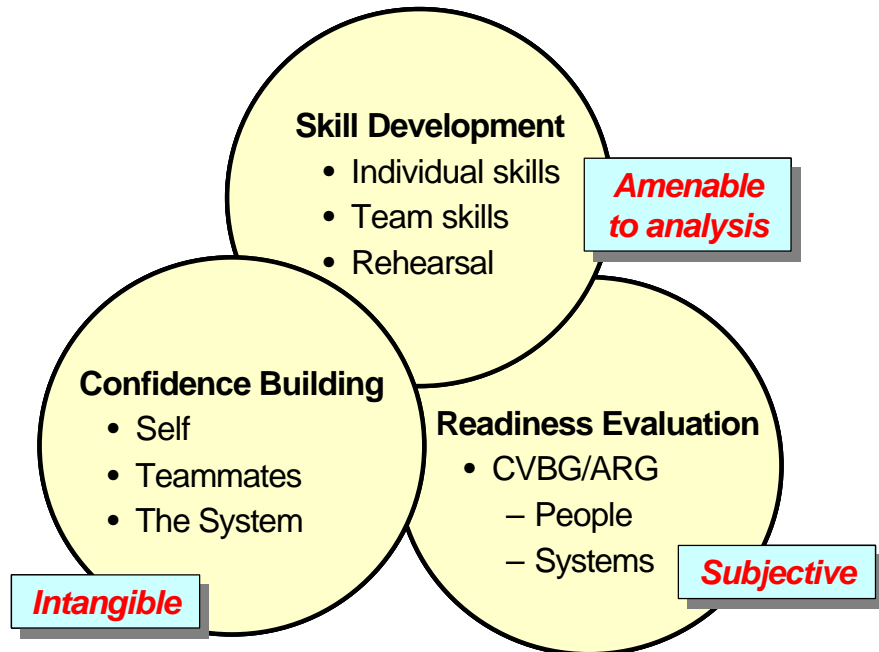 Skill Development
• Individual skills
• Team skills
• Rehearsal
Amenable
to analysis
Confidence Building
• Self
• Teammates
• The System
Intangible
Readiness Evaluation
• CVBG/ARG
– People
– Systems
Subjective